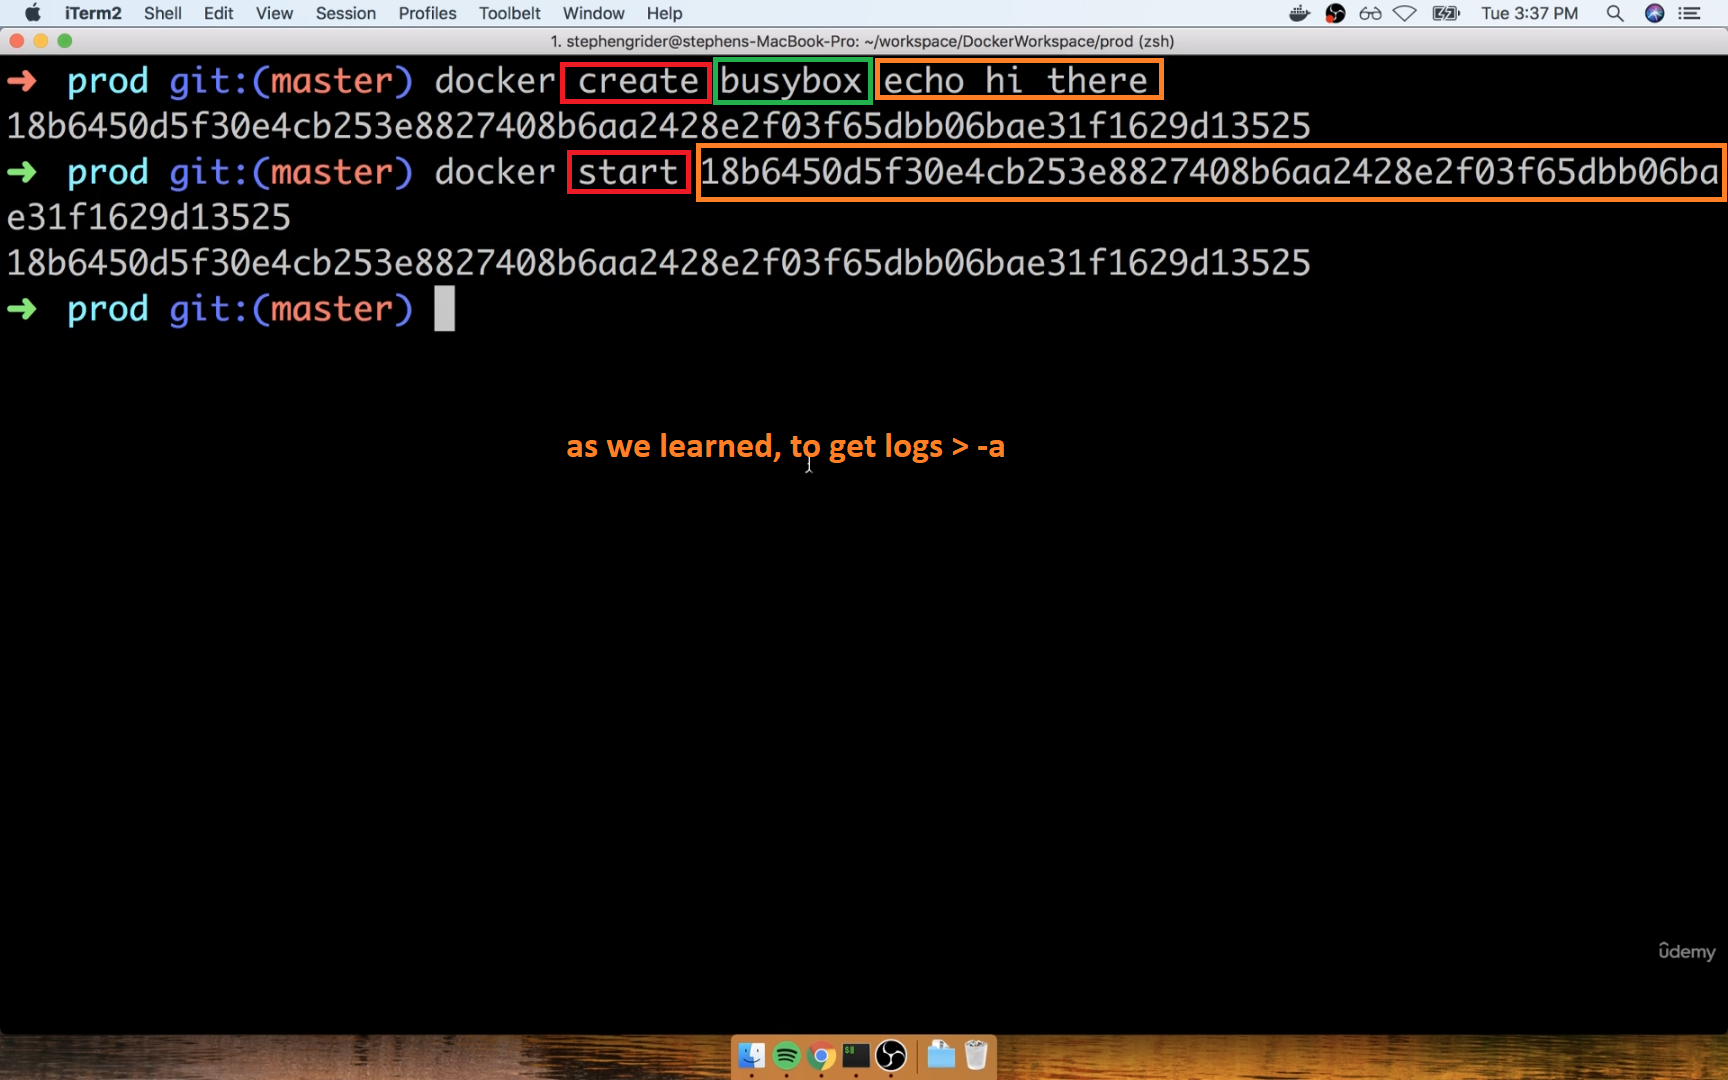 iTerm2 Shell Edit View Session Profiles Toolbelt Window Help Tue 3:37 PM
1. stephengrider@stephens-MacBook-Pro: ~/workspace/DockerWorkspace/prod (zsh)
➜ prod git:(master) docker create busybox echo hi there
18b6450d5f30e4cb253e8827408b6aa2428e2f03f65dbb06bae31f1629d13525
➜ prod git:(master) docker start 18b6450d5f30e4cb253e8827408b6aa2428e2f03f65dbb06ba
e31f1629d13525
18b6450d5f30e4cb253e8827408b6aa2428e2f03f65dbb06bae31f1629d13525
➜ prod git:(master)
as we learned, to get logs > -a
ûdemy